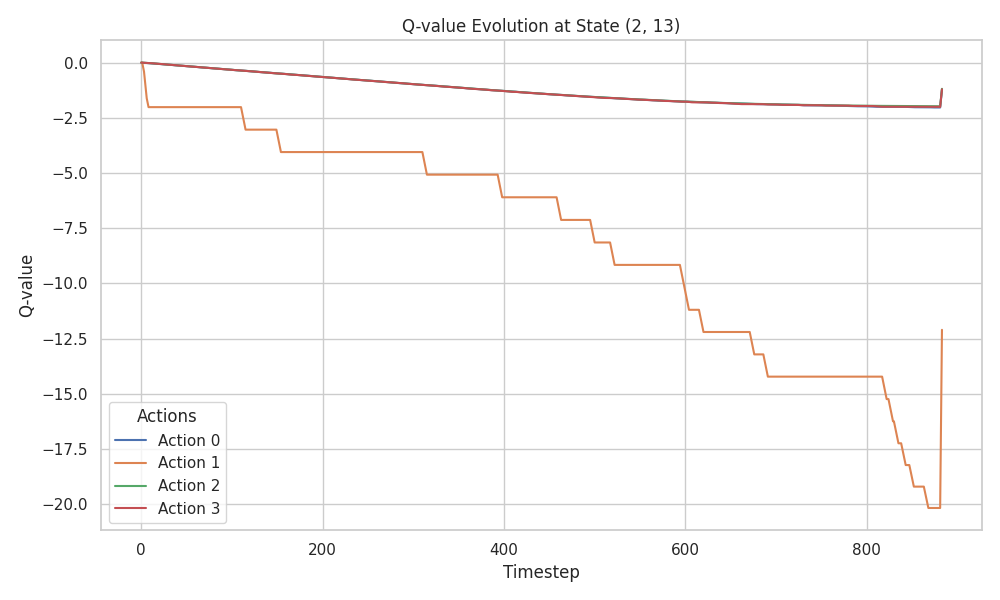 Q-value Evolution at State (2, 13)
Q-value
0.0
−2.5
−5.0
−7.5
−10.0
−12.5
−15.0
−17.5
−20.0
Actions
Action 0
Action 1
Action 2
Action 3
0
200
400
600
800
Timestep